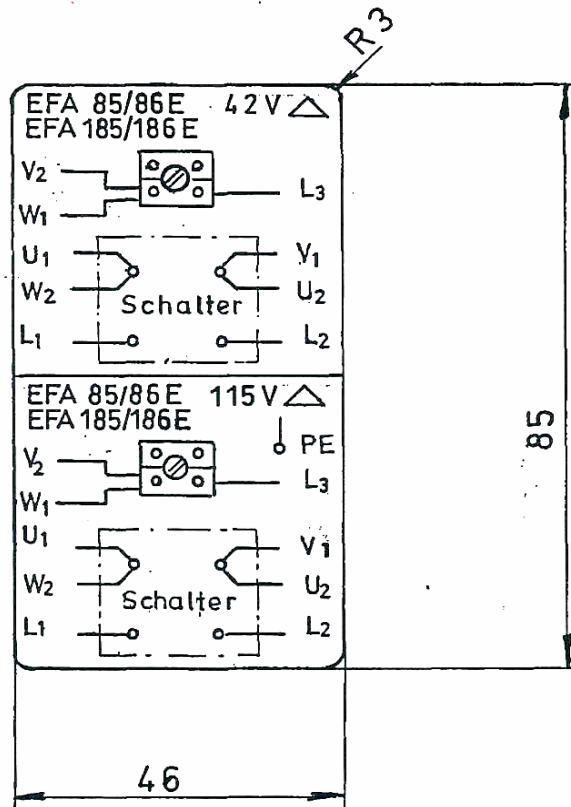 R3
EFA 85/86E 42V △
EFA 185/186E
V2
L3
W1
U1 V1
W2 U2
Schalter
L1 L2
EFA 85/86E 115V △
EFA 185/186E
PE
V2
L3
W1
U1 V1
W2 U2
Schalter
L1 L2
85
46